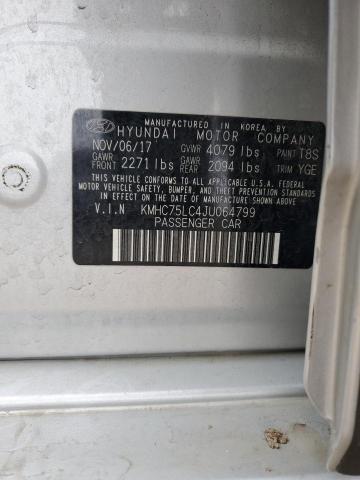 MANUFACTURED IN KOREA BY
HYUNDAI MOTOR COMPANY
NOV/06/17 GVWR 4079 lbs PAINT T8S
GAWR FRONT 2271 lbs GAWR REAR 2094 lbs TRIM YGE
THIS VEHICLE CONFORMS TO ALL APPLICABLE U.S.A. FEDERAL
MOTOR VEHICLE SAFETY, BUMPER, AND THEFT PREVENTION STANDARDS
IN EFFECT ON THE DATE OF MANUFACTURE SHOWN ABOVE.
V.I.N KMHC75LC4JU064799
PASSENGER CAR